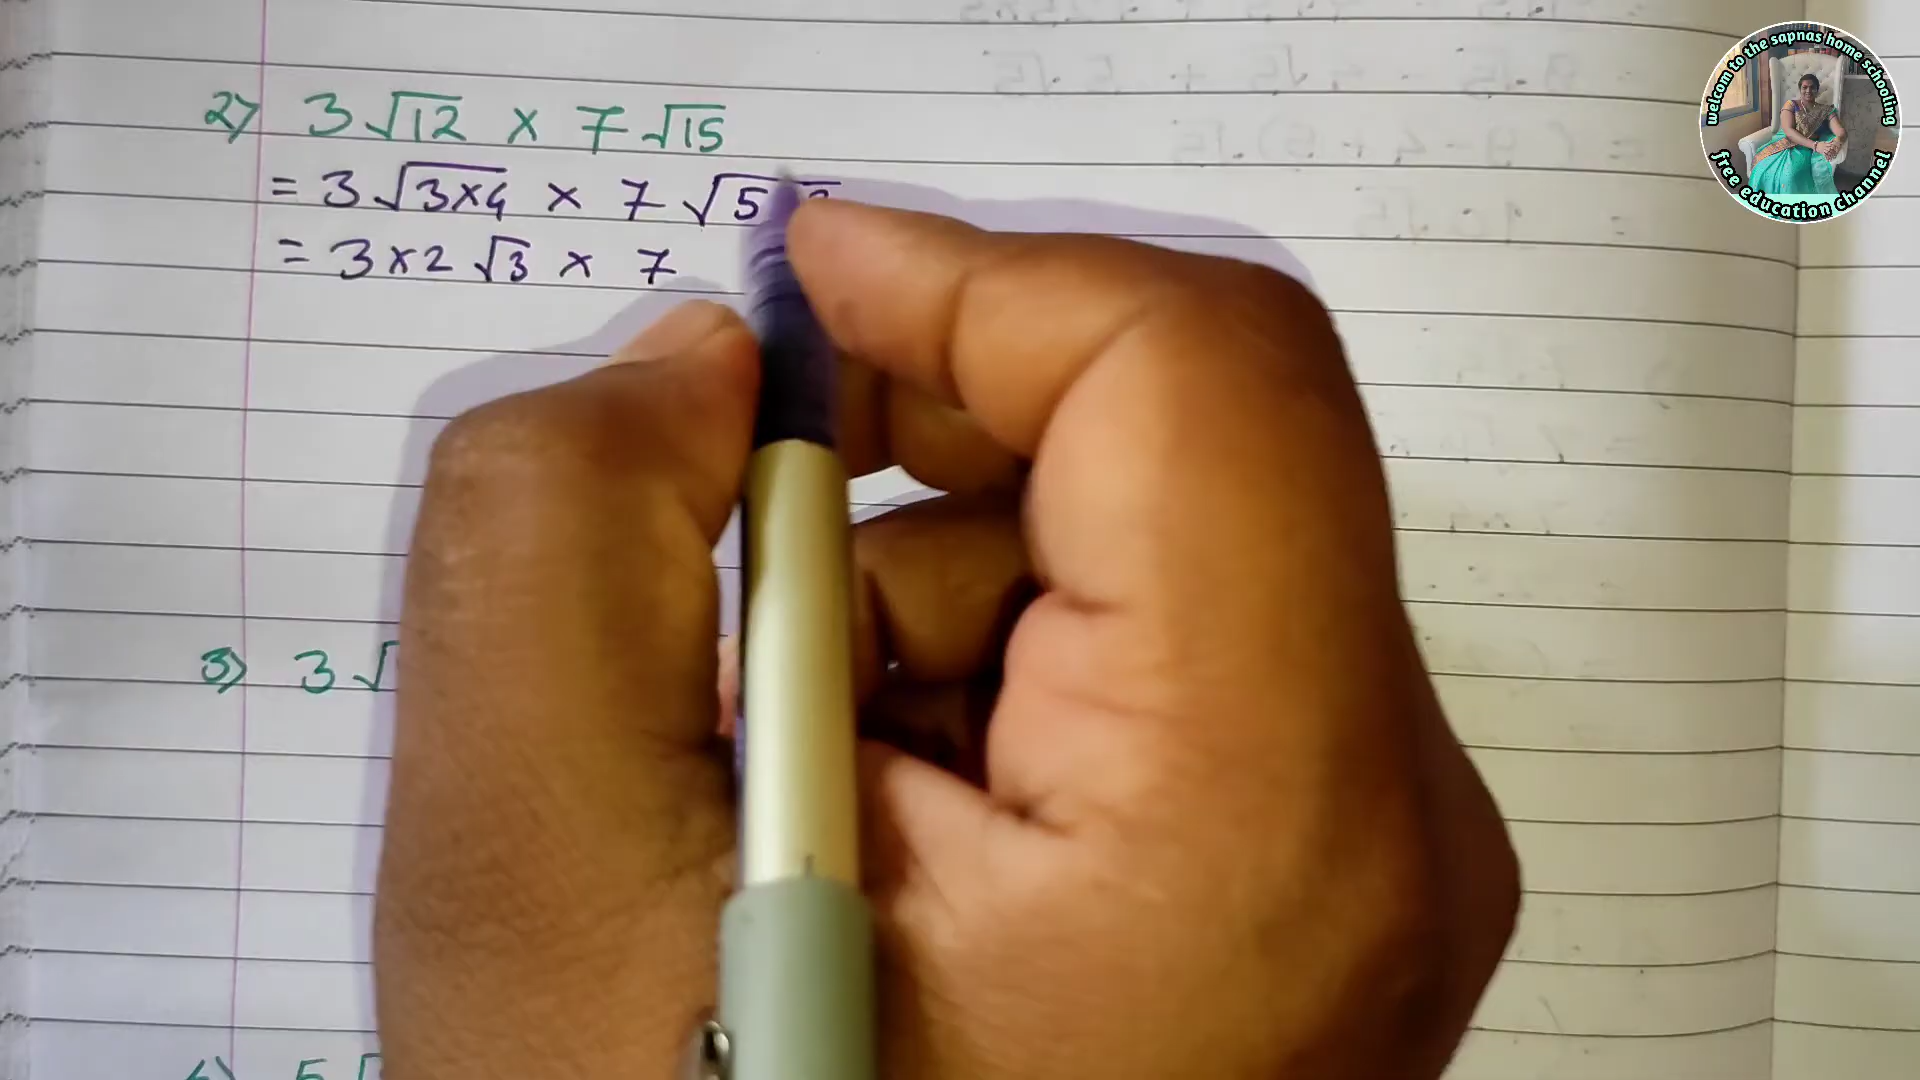 2) 3√12 × 7√15
= 3√3×4 × 7√5
= 3×2 √3 × 7
3) 3√
5√
welcom to the sapnas home schooling
free education channel